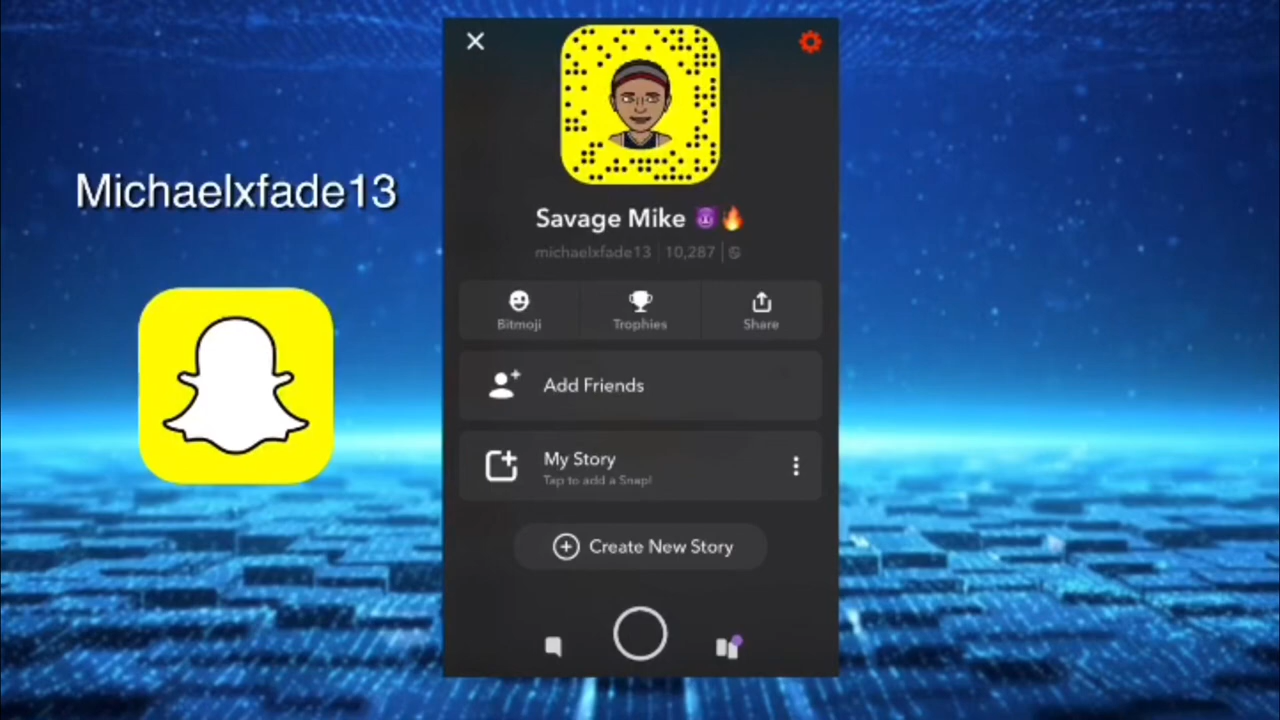 Michaelxfade13
Savage Mike 😈🔥
michaelxfade13 | 10,287
Bitmoji
Trophies
Share
Add Friends
My Story
Tap to add a Snap!
Create New Story